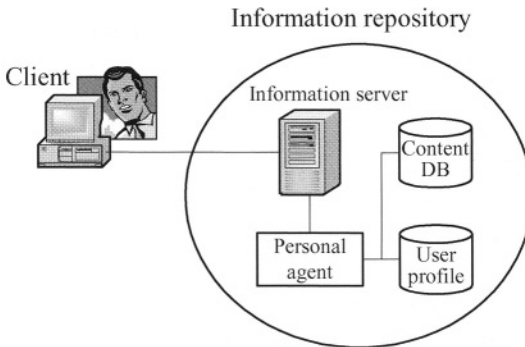 Information repository
Client
Information server
Content
DB
Personal
agent
User
profile